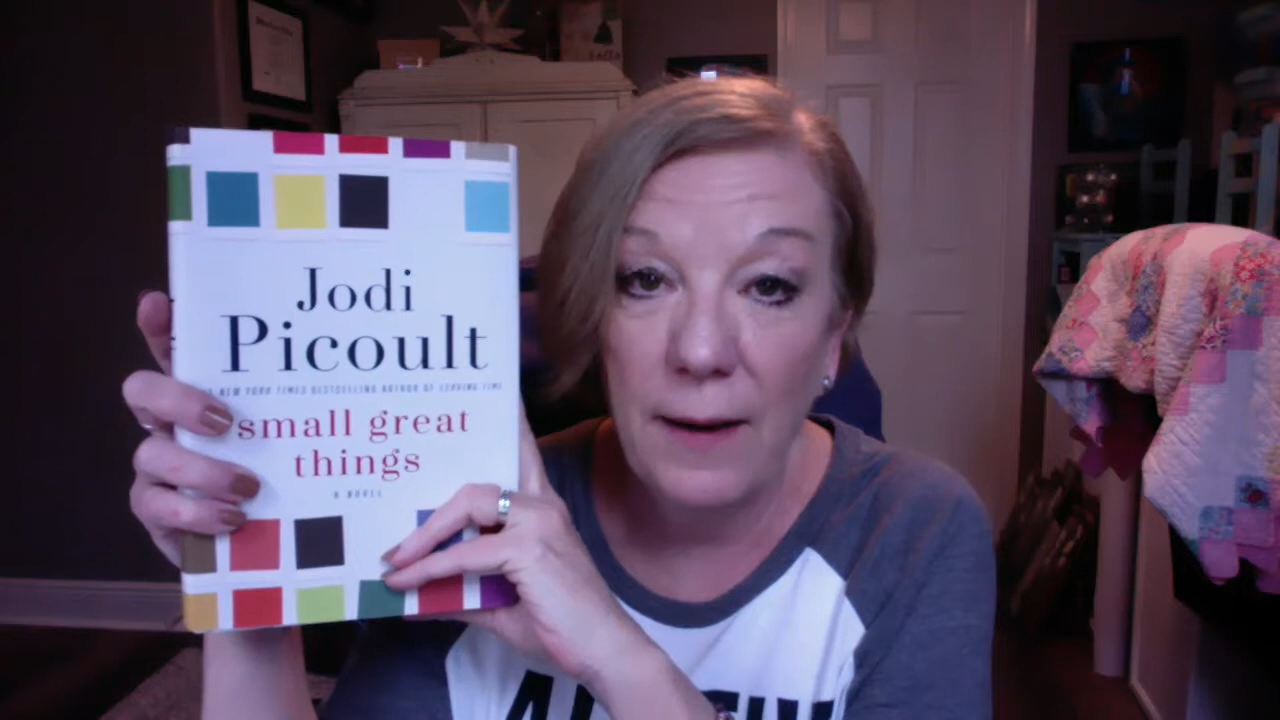 Jodi
Picoult
NEW YORK TIMES BESTSELLING AUTHOR OF LEAVING TIME
small great
things
A NOVEL